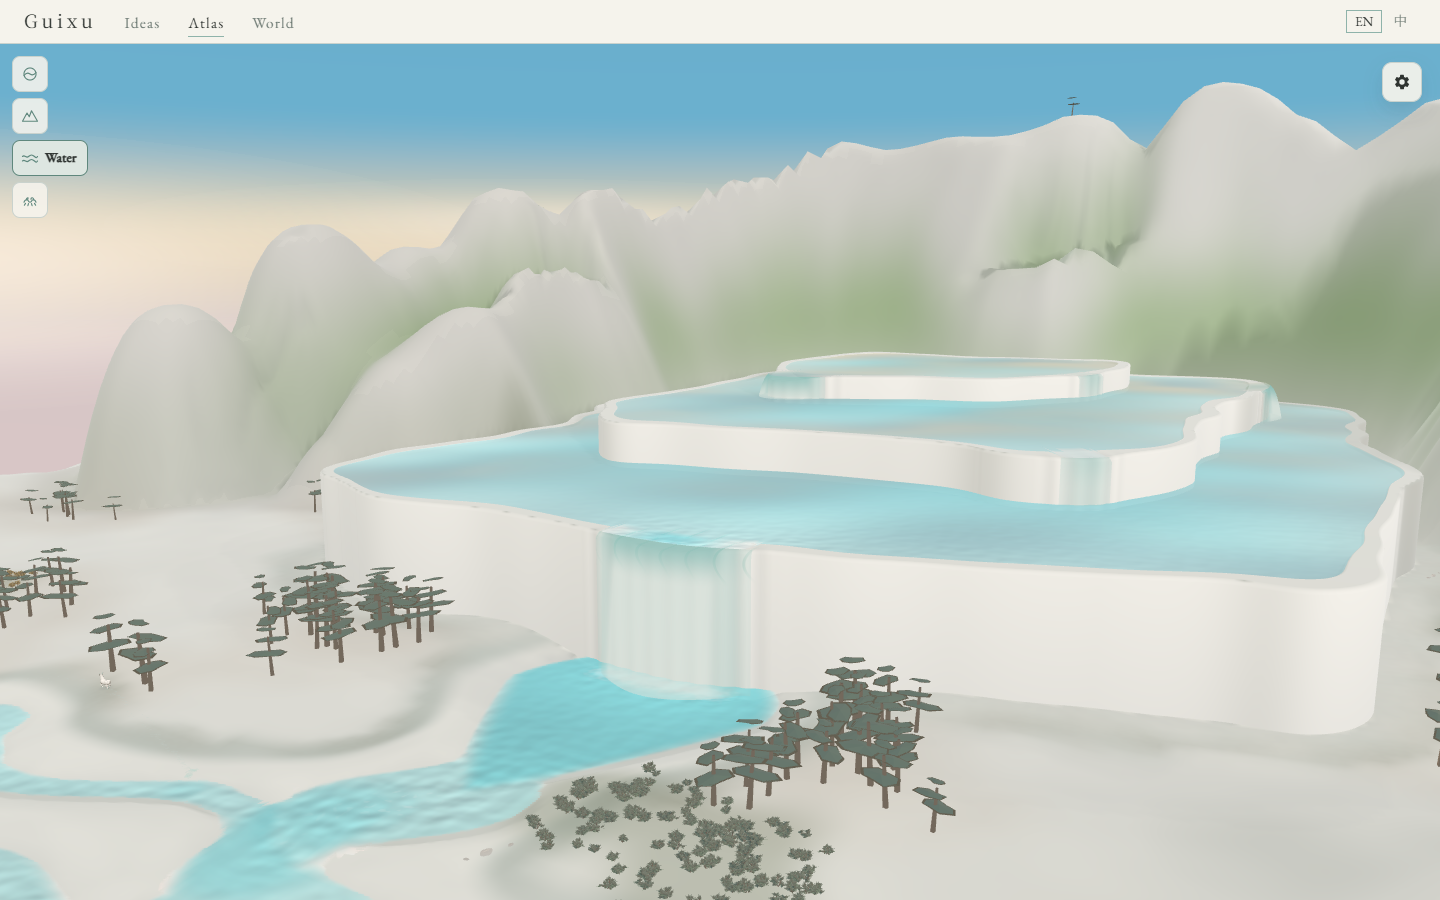 Guixu
Ideas
Atlas
World
EN
中
Water